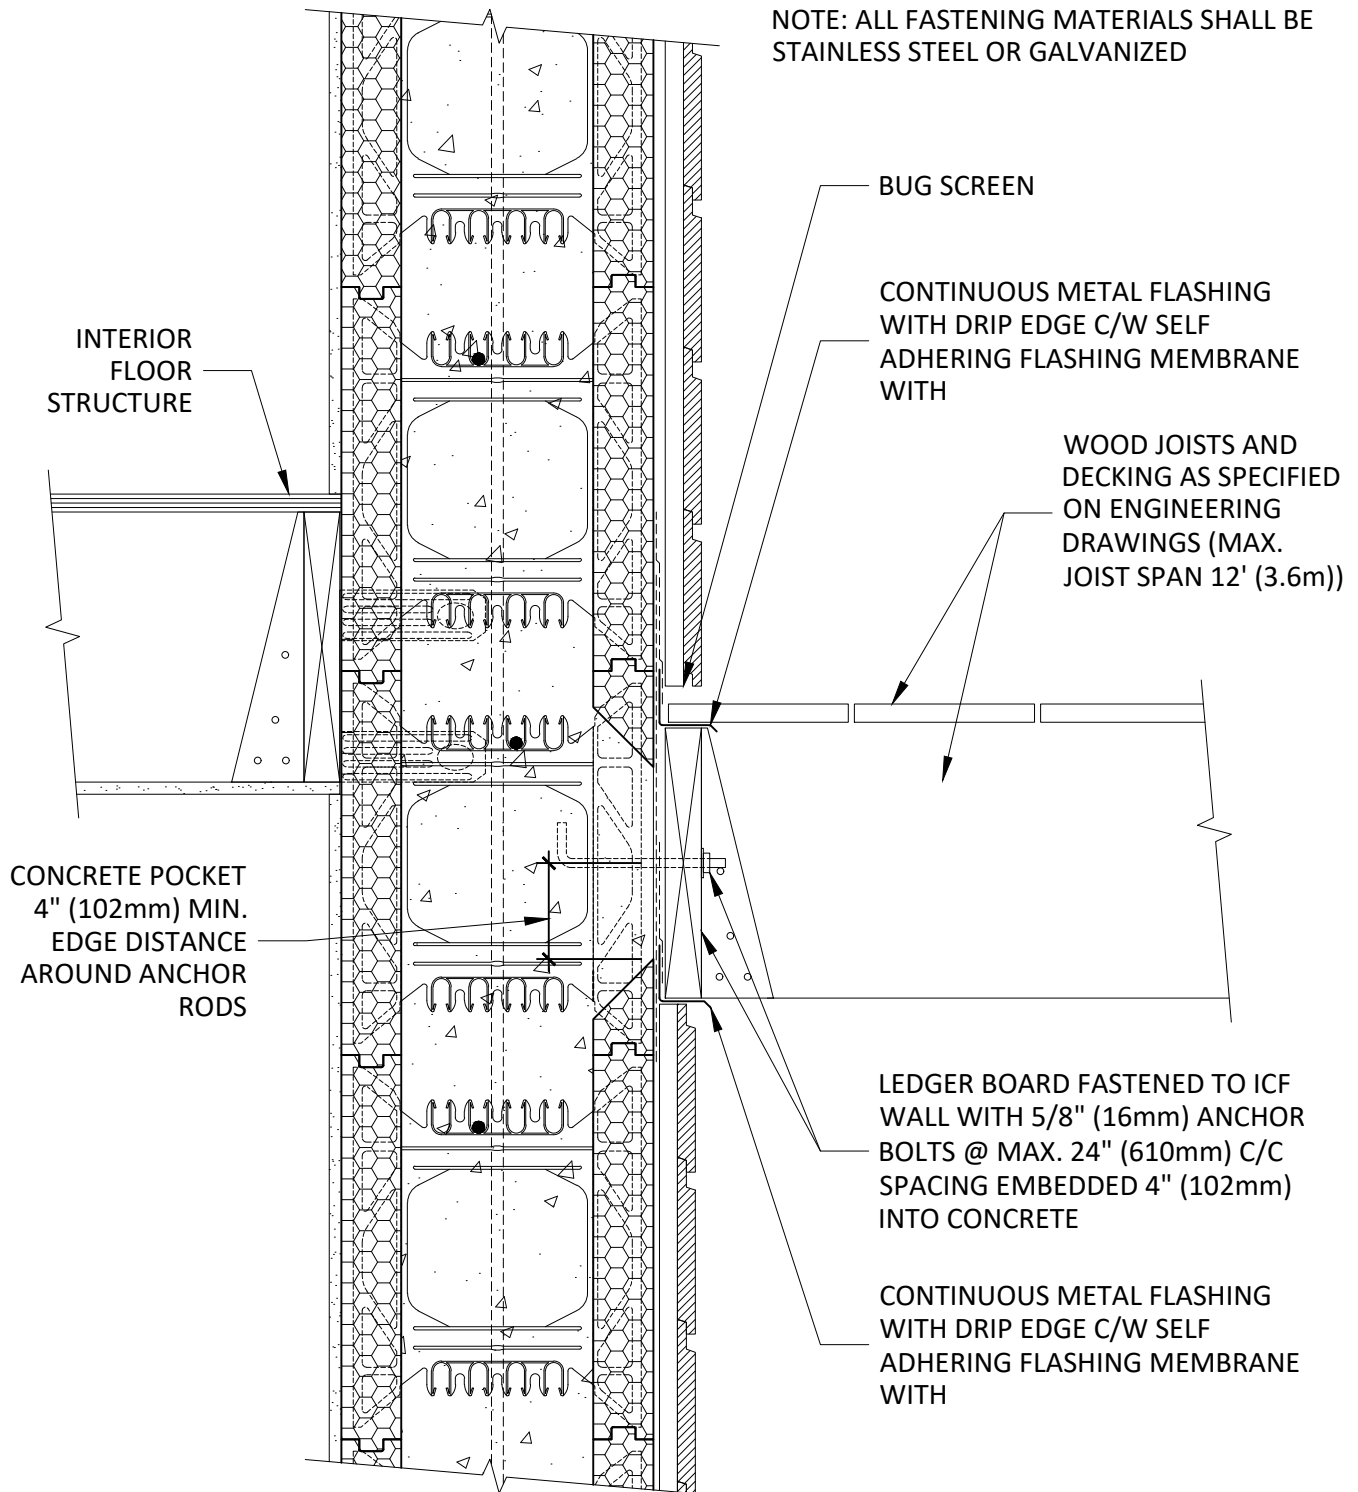 NOTE: ALL FASTENING MATERIALS SHALL BE
STAINLESS STEEL OR GALVANIZED
BUG SCREEN
CONTINUOUS METAL FLASHING
WITH DRIP EDGE C/W SELF
ADHERING FLASHING MEMBRANE
WITH
INTERIOR
FLOOR
STRUCTURE
WOOD JOISTS AND
DECKING AS SPECIFIED
ON ENGINEERING
DRAWINGS (MAX.
JOIST SPAN 12' (3.6m))
CONCRETE POCKET
4" (102mm) MIN.
EDGE DISTANCE
AROUND ANCHOR
RODS
LEDGER BOARD FASTENED TO ICF
WALL WITH 5/8" (16mm) ANCHOR
BOLTS @ MAX. 24" (610mm) C/C
SPACING EMBEDDED 4" (102mm)
INTO CONCRETE
CONTINUOUS METAL FLASHING
WITH DRIP EDGE C/W SELF
ADHERING FLASHING MEMBRANE
WITH